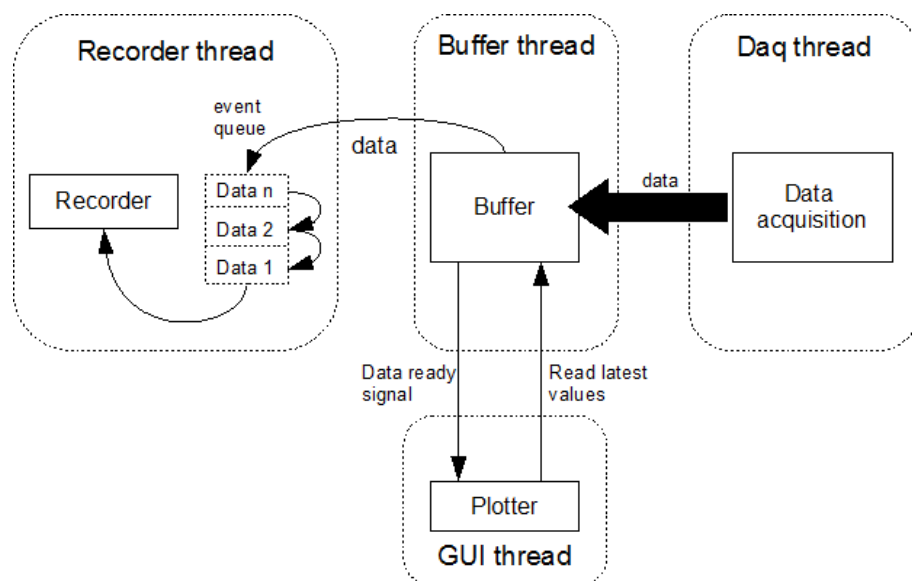 Recorder thread
Buffer thread
Daq thread
event
queue
data
data
Data n
Data 2
Data 1
Recorder
Buffer
Data
acquisition
Data ready
signal
Read latest
values
Plotter
GUI thread